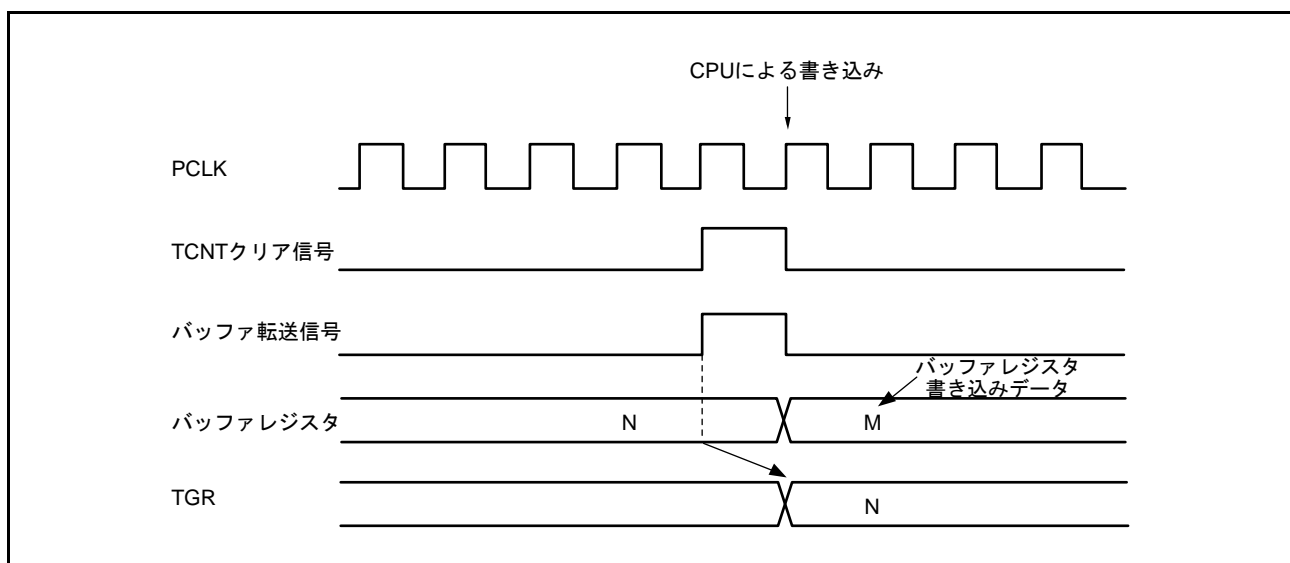 CPUによる書き込み
PCLK
TCNTクリア信号
バッファ転送信号
バッファレジスタ
書き込みデータ
バッファレジスタ
N
M
TGR
N